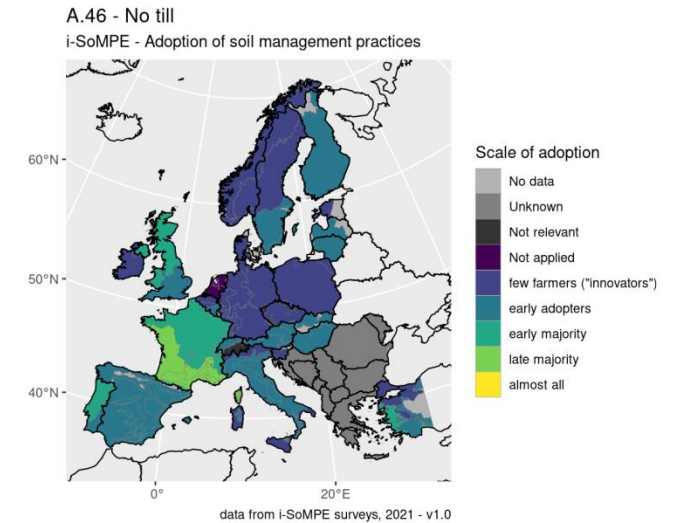 A.46 - No till
i-SoMPE - Adoption of soil management practices
60°N
50°N
40°N
0°
20°E
Scale of adoption
No data
Unknown
Not relevant
Not applied
few farmers ("innovators")
early adopters
early majority
late majority
almost all
data from i-SoMPE surveys, 2021 - v1.0